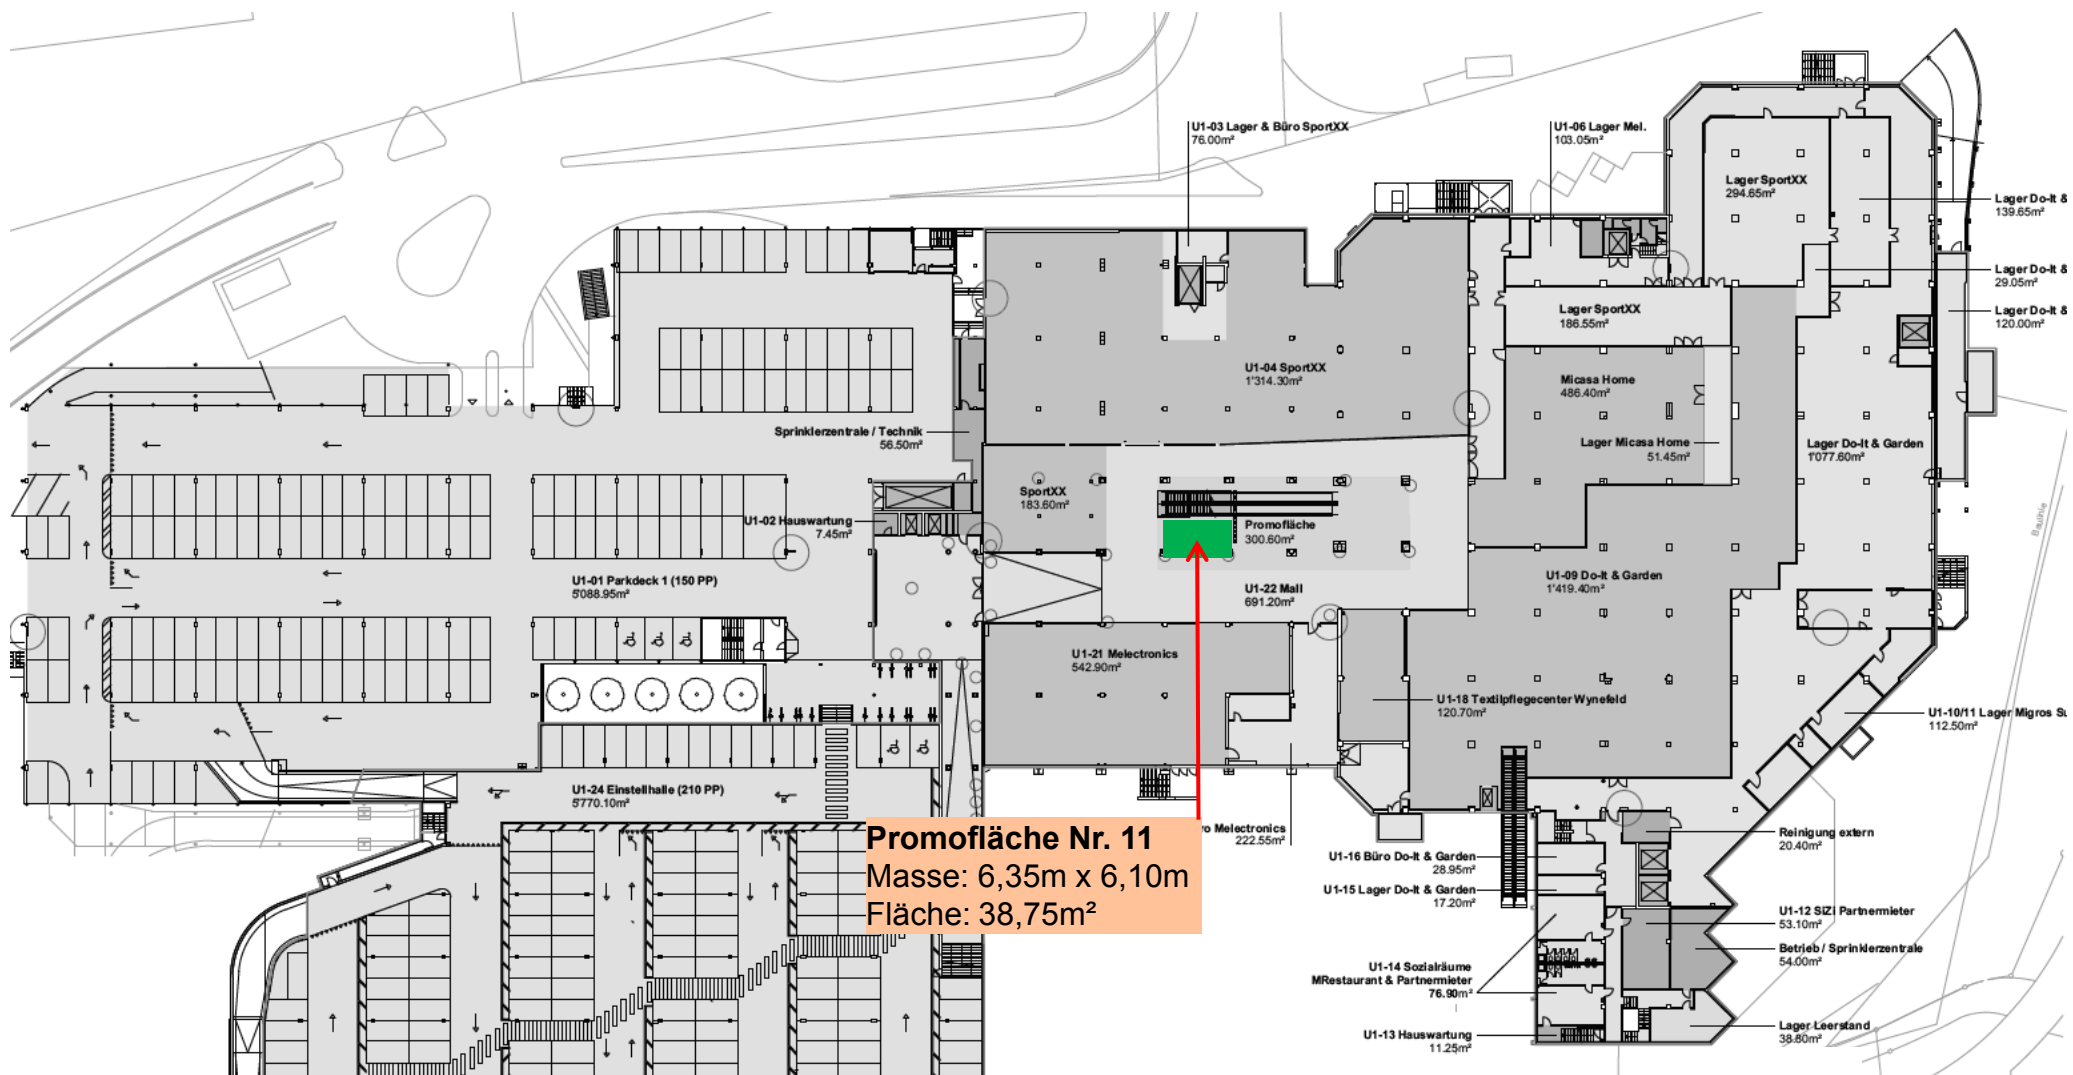 U1-03 Lager & Büro SportXX
76.00m²
U1-06 Lager Mel.
103.05m²
Lager SportXX
294.65m²
Lager Do-It &
139.65m²
Lager Do-It &
29.05m²
Lager Do-It &
120.00m²
Lager SportXX
186.55m²
U1-04 SportXX
1'314.30m²
Micasa Home
486.40m²
Lager Micasa Home
51.45m²
Lager Do-It & Garden
1'077.60m²
Sprinklerzentrale / Technik
56.50m²
SportXX
183.60m²
U1-02 Hauswartung
7.45m²
Promofläche
300.60m²
Baulinie
U1-01 Parkdeck 1 (150 PP)
5'088.95m²
U1-22 Mall
691.20m²
U1-09 Do-It & Garden
1'419.40m²
U1-21 Melectronics
542.90m²
U1-18 Textilpflegecenter Wynefeld
120.70m²
U1-10/11 Lager Migros Su
112.50m²
U1-24 Einstellhalle (210 PP)
5'770.10m²
Promofläche Nr. 11
Masse: 6,35m x 6,10m
Fläche: 38,75m²
ro Melectronics
222.55m²
U1-16 Büro Do-It & Garden
28.95m²
U1-15 Lager Do-It & Garden
17.20m²
Reinigung extern
20.40m²
U1-12 SiZi Partnermieter
53.10m²
Betrieb / Sprinklerzentrale
54.00m²
U1-14 Sozialräume
MRestaurant & Partnermieter
76.90m²
U1-13 Hauswartung
11.25m²
Lager Leerstand
38.80m²